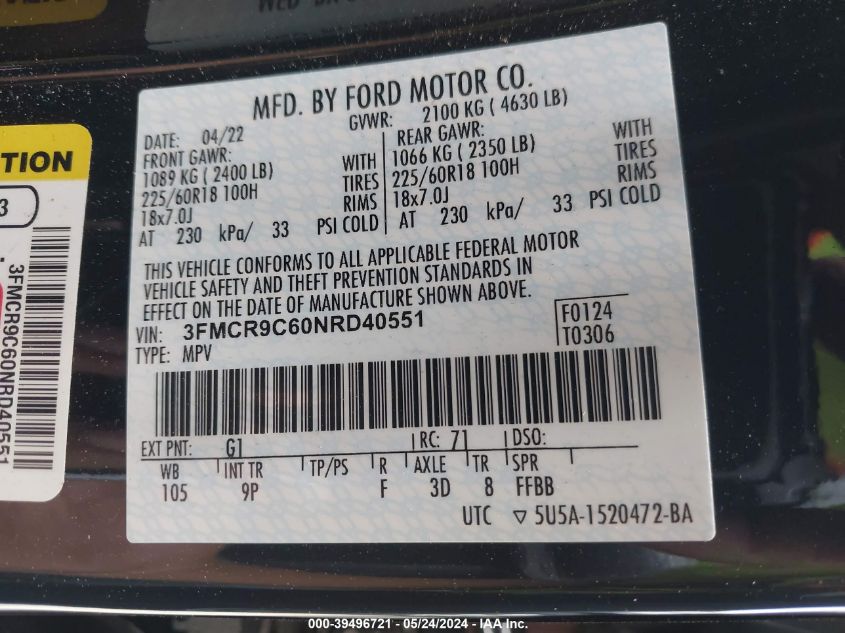 MFD. BY FORD MOTOR CO.
DATE: 04/22
GVWR: 2100 KG ( 4630 LB)
FRONT GAWR:
1089 KG ( 2400 LB) WITH
225/60R18 100H TIRES
18x7.0J RIMS
AT 230 kPa/ 33 PSI COLD
REAR GAWR: WITH
1066 KG ( 2350 LB) TIRES
225/60R18 100H RIMS
18x7.0J
AT 230 kPa/ 33 PSI COLD
THIS VEHICLE CONFORMS TO ALL APPLICABLE FEDERAL MOTOR
VEHICLE SAFETY AND THEFT PREVENTION STANDARDS IN
EFFECT ON THE DATE OF MANUFACTURE SHOWN ABOVE.
VIN: 3FMCR9C60NRD40551
TYPE: MPV
F0124
T0306
EXT PNT: G1 RC: 71 DSO:
WB INT TR TP/PS R AXLE TR SPR
105 9P F 3D 8 FFBB
UTC ▽ 5U5A-1520472-BA
TION
3
3FMCR9C60NRD40551
000-39496721 - 05/24/2024 - IAA Inc.